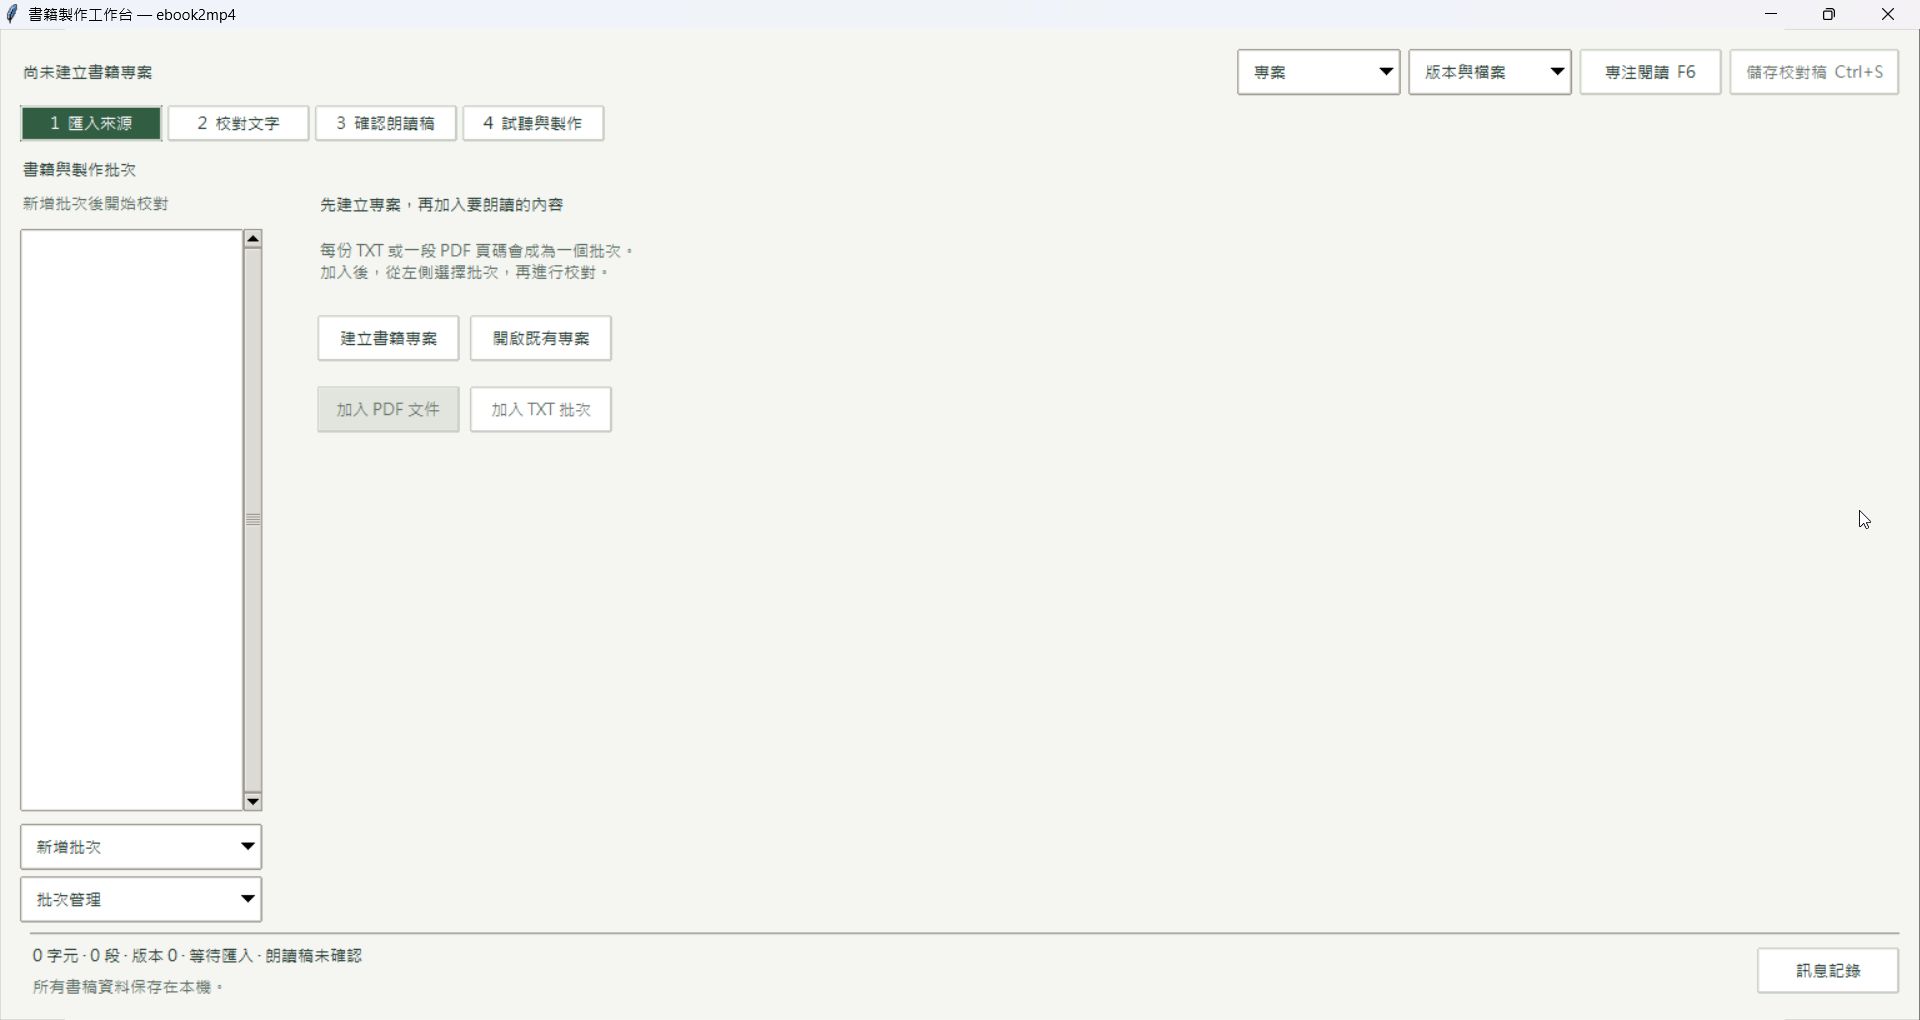 書籍製作工作台 — ebook2mp4
尚未建立書籍專案
專案
版本與檔案
專注閱讀 F6
儲存校對稿 Ctrl+S
1 匯入來源
2 校對文字
3 確認朗讀稿
4 試聽與製作
書籍與製作批次
新增批次後開始校對
先建立專案，再加入要朗讀的內容
每份 TXT 或一段 PDF 頁碼會成為一個批次。
加入後，從左側選擇批次，再進行校對。
建立書籍專案
開啟既有專案
加入 PDF 文件
加入 TXT 批次
新增批次
批次管理
0 字元 · 0 段 · 版本 0 · 等待匯入 · 朗讀稿未確認
所有書稿資料保存在本機。
訊息記錄